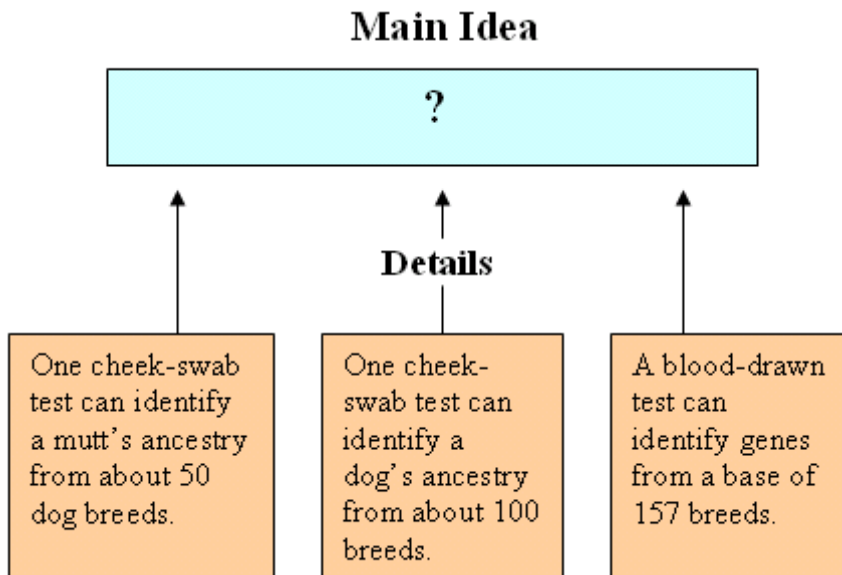 Main Idea
?
Details
One cheek-swab
test can identify
a mutt's ancestry
from about 50
dog breeds.
One cheek-
swab test can
identify a
dog's ancestry
from about 100
breeds.
A blood-drawn
test can
identify genes
from a base of
157 breeds.